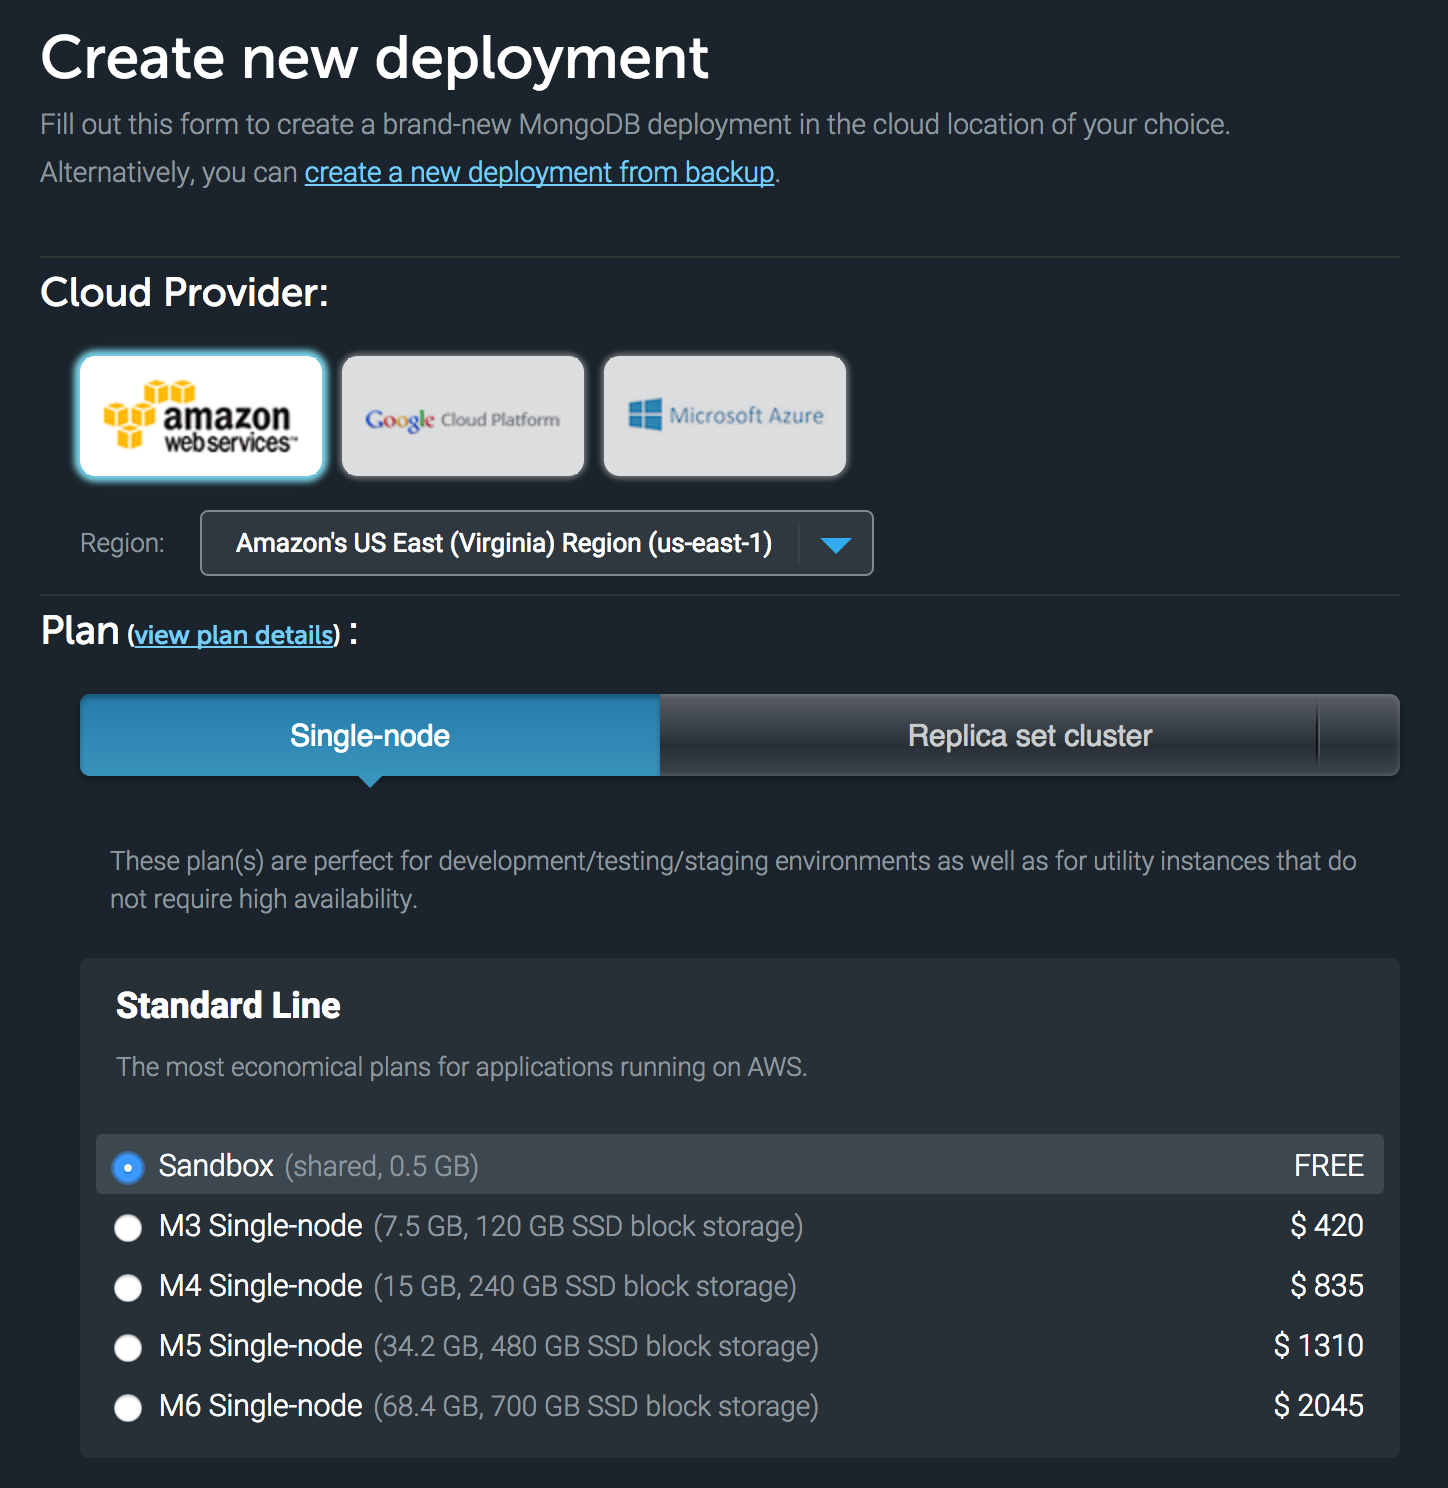 Create new deployment
Fill out this form to create a brand-new MongoDB deployment in the cloud location of your choice.
Alternatively, you can create a new deployment from backup.
Cloud Provider:
amazon
webservices™
Google Cloud Platform
Microsoft Azure
Region:
Amazon's US East (Virginia) Region (us-east-1)
Plan (view plan details) :
Single-node
Replica set cluster
These plan(s) are perfect for development/testing/staging environments as well as for utility instances that do
not require high availability.
Standard Line
The most economical plans for applications running on AWS.
Sandbox (shared, 0.5 GB) FREE
M3 Single-node (7.5 GB, 120 GB SSD block storage) $ 420
M4 Single-node (15 GB, 240 GB SSD block storage) $ 835
M5 Single-node (34.2 GB, 480 GB SSD block storage) $ 1310
M6 Single-node (68.4 GB, 700 GB SSD block storage) $ 2045